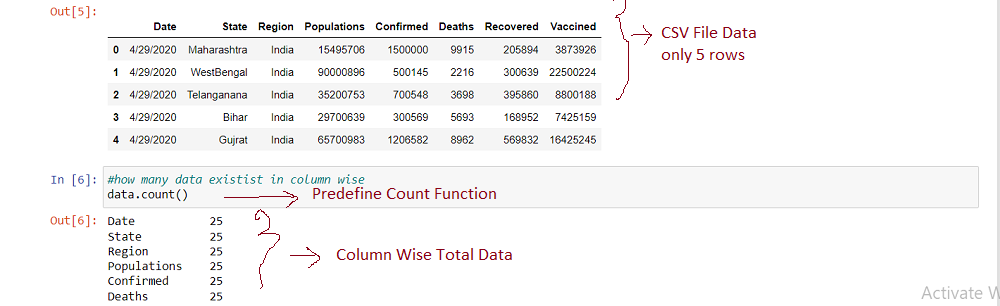 Out[5]:
Date State Region Populations Confirmed Deaths Recovered Vaccined
0 4/29/2020 Maharashtra India 15495706 1500000 9915 205894 3873926
1 4/29/2020 WestBengal India 90000896 500145 2216 300639 22500224
2 4/29/2020 Telanganana India 35200753 700548 3698 395860 8800188
3 4/29/2020 Bihar India 29700639 300569 5693 168952 7425159
4 4/29/2020 Gujrat India 65700983 1206582 8962 569832 16425245
CSV File Data
only 5 rows
In [6]: #how many data existist in column wise
data.count()
Predefine Count Function
Out[6]: Date 25
State 25
Region 25
Populations 25
Confirmed 25
Deaths 25
Column Wise Total Data
Activate W